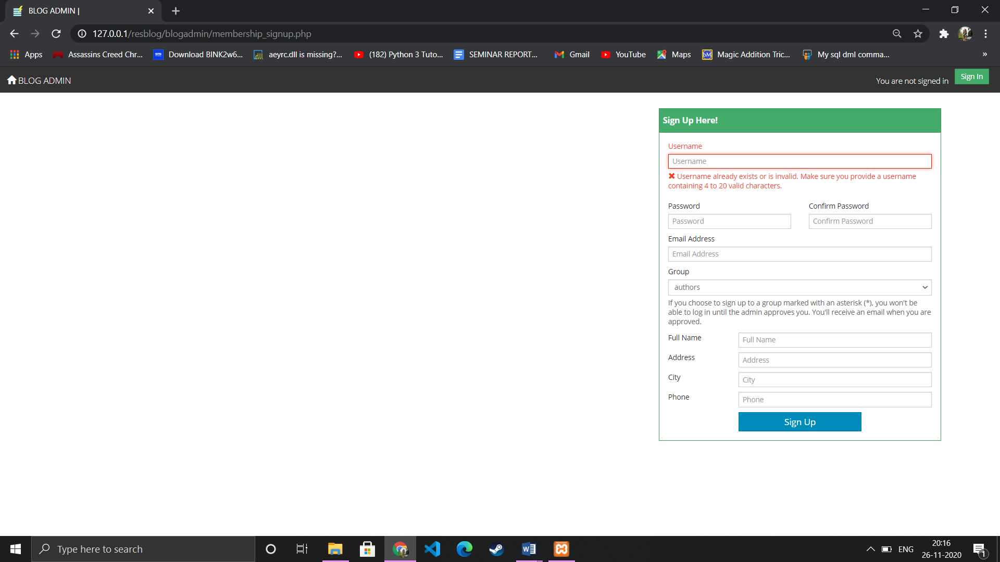 BLOG ADMIN |
127.0.0.1/resblog/blogadmin/membership_signup.php
Apps Assassins Creed Chr... Download BINK2w6... aeyrc.dll is missing?... (182) Python 3 Tuto... SEMINAR REPORT... Gmail YouTube Maps Magic Addition Tric... My sql dml comma... »
BLOG ADMIN
You are not signed in Sign In
Sign Up Here!
Username
Username
Username already exists or is invalid. Make sure you provide a username
containing 4 to 20 valid characters.
Password Confirm Password
Password Confirm Password
Email Address
Email Address
Group
authors
If you choose to sign up to a group marked with an asterisk (*), you won't be
able to log in until the admin approves you. You'll receive an email when you are
approved.
Full Name Full Name
Address Address
City City
Phone Phone
Sign Up
Type here to search
ENG
20:16
26-11-2020
1